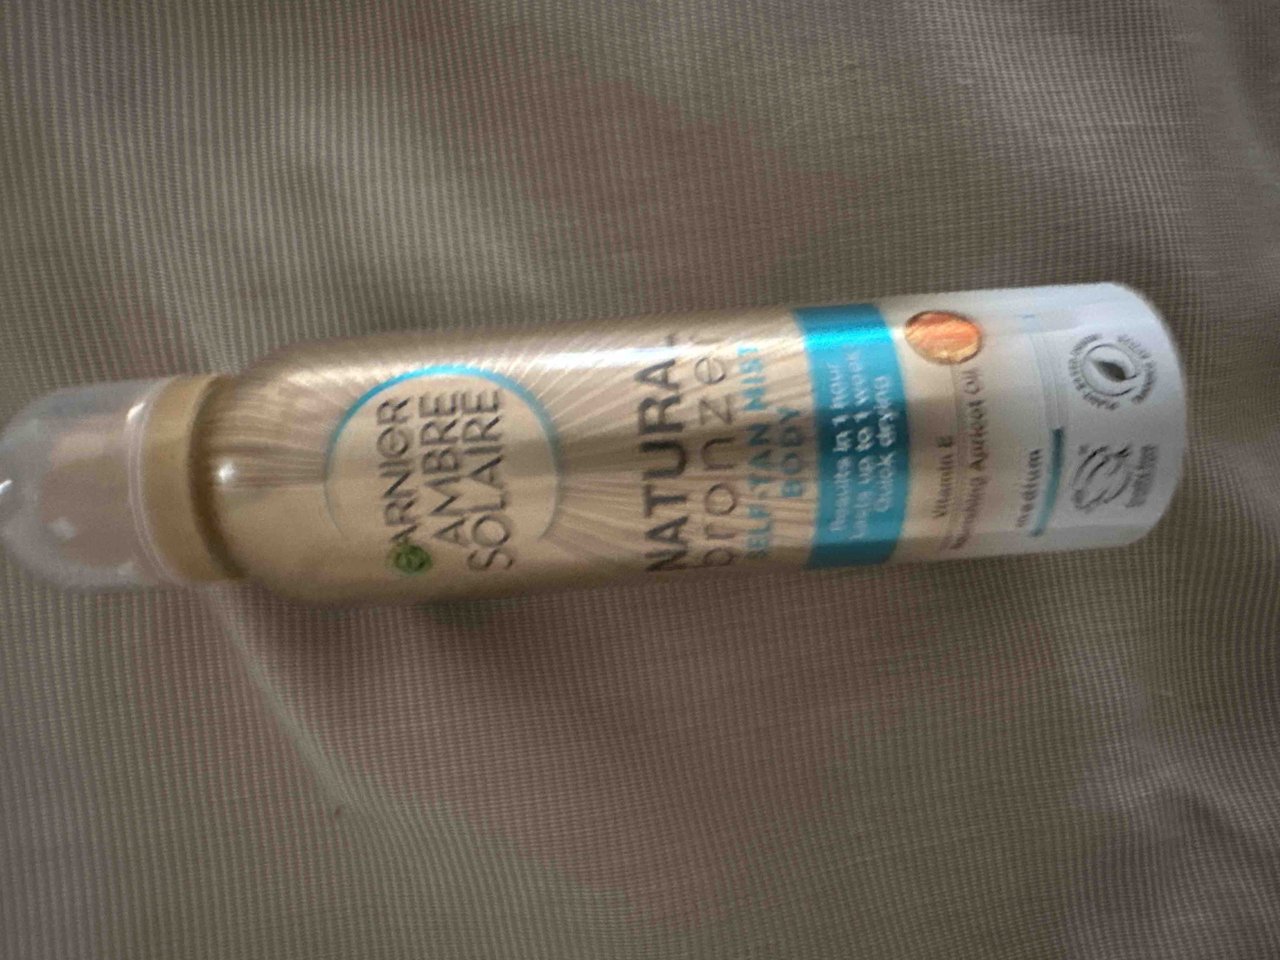 GARNIER
AMBRE
SOLAIRE
NATURAL
bronzer
SELF-TAN MIST
BODY
Results in 1 hour
Lasts up to 1 week
Quick drying
Vitamin E
Nourishing Apricot Oil
medium